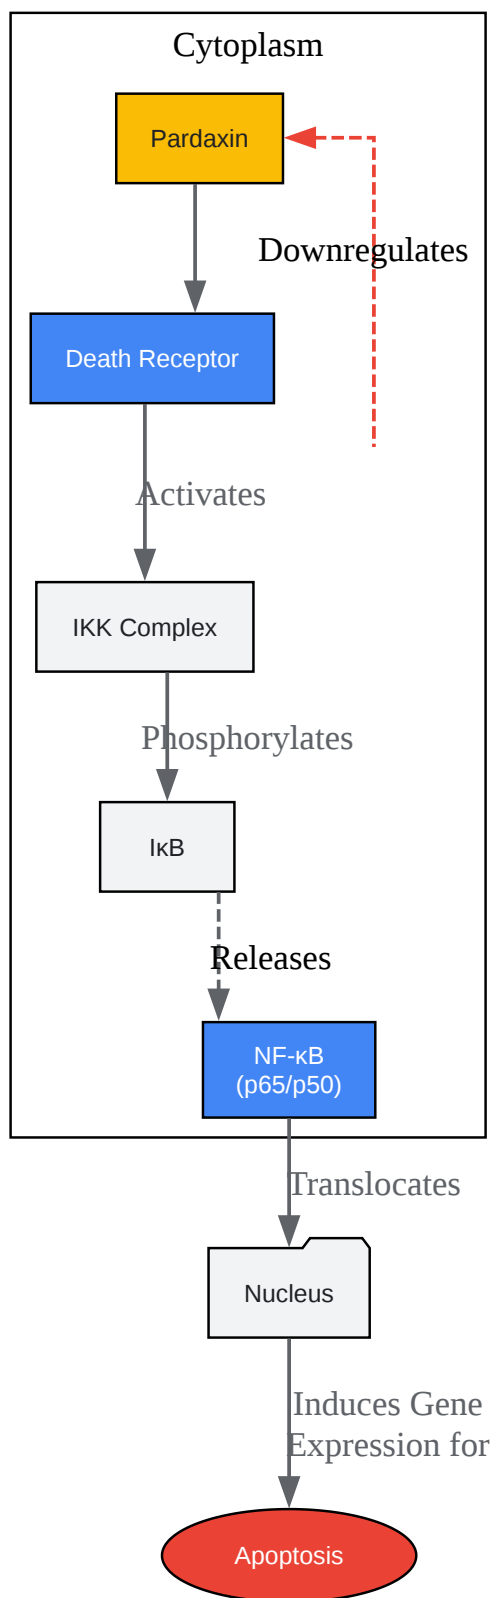 Cytoplasm
Pardaxin
Downregulates
Death Receptor
Activates
IKK Complex
Phosphorylates
IκB
Releases
NF-κB
(p65/p50)
Translocates
Nucleus
Induces Gene
Expression for
Apoptosis